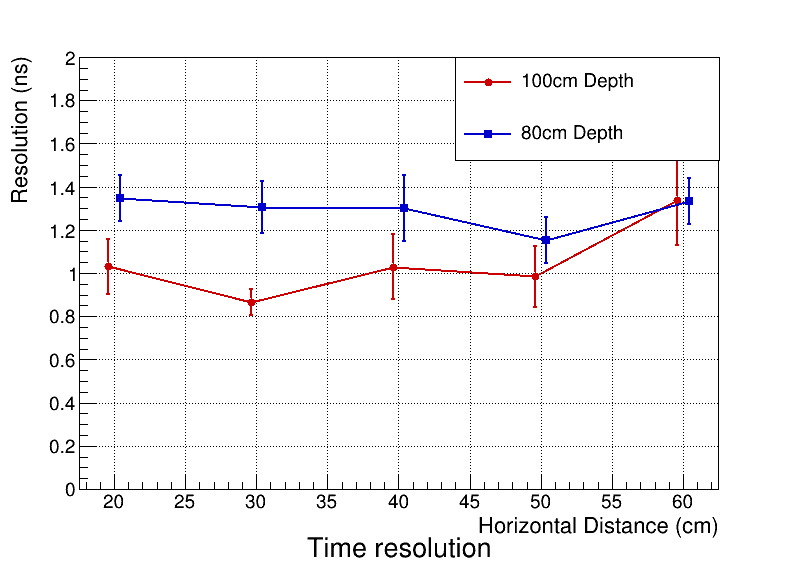 Resolution (ns)
2
1.8
1.6
1.4
1.2
1
0.8
0.6
0.4
0.2
0
100cm Depth
80cm Depth
20 25 30 35 40 45 50 55 60
Horizontal Distance (cm)
Time resolution